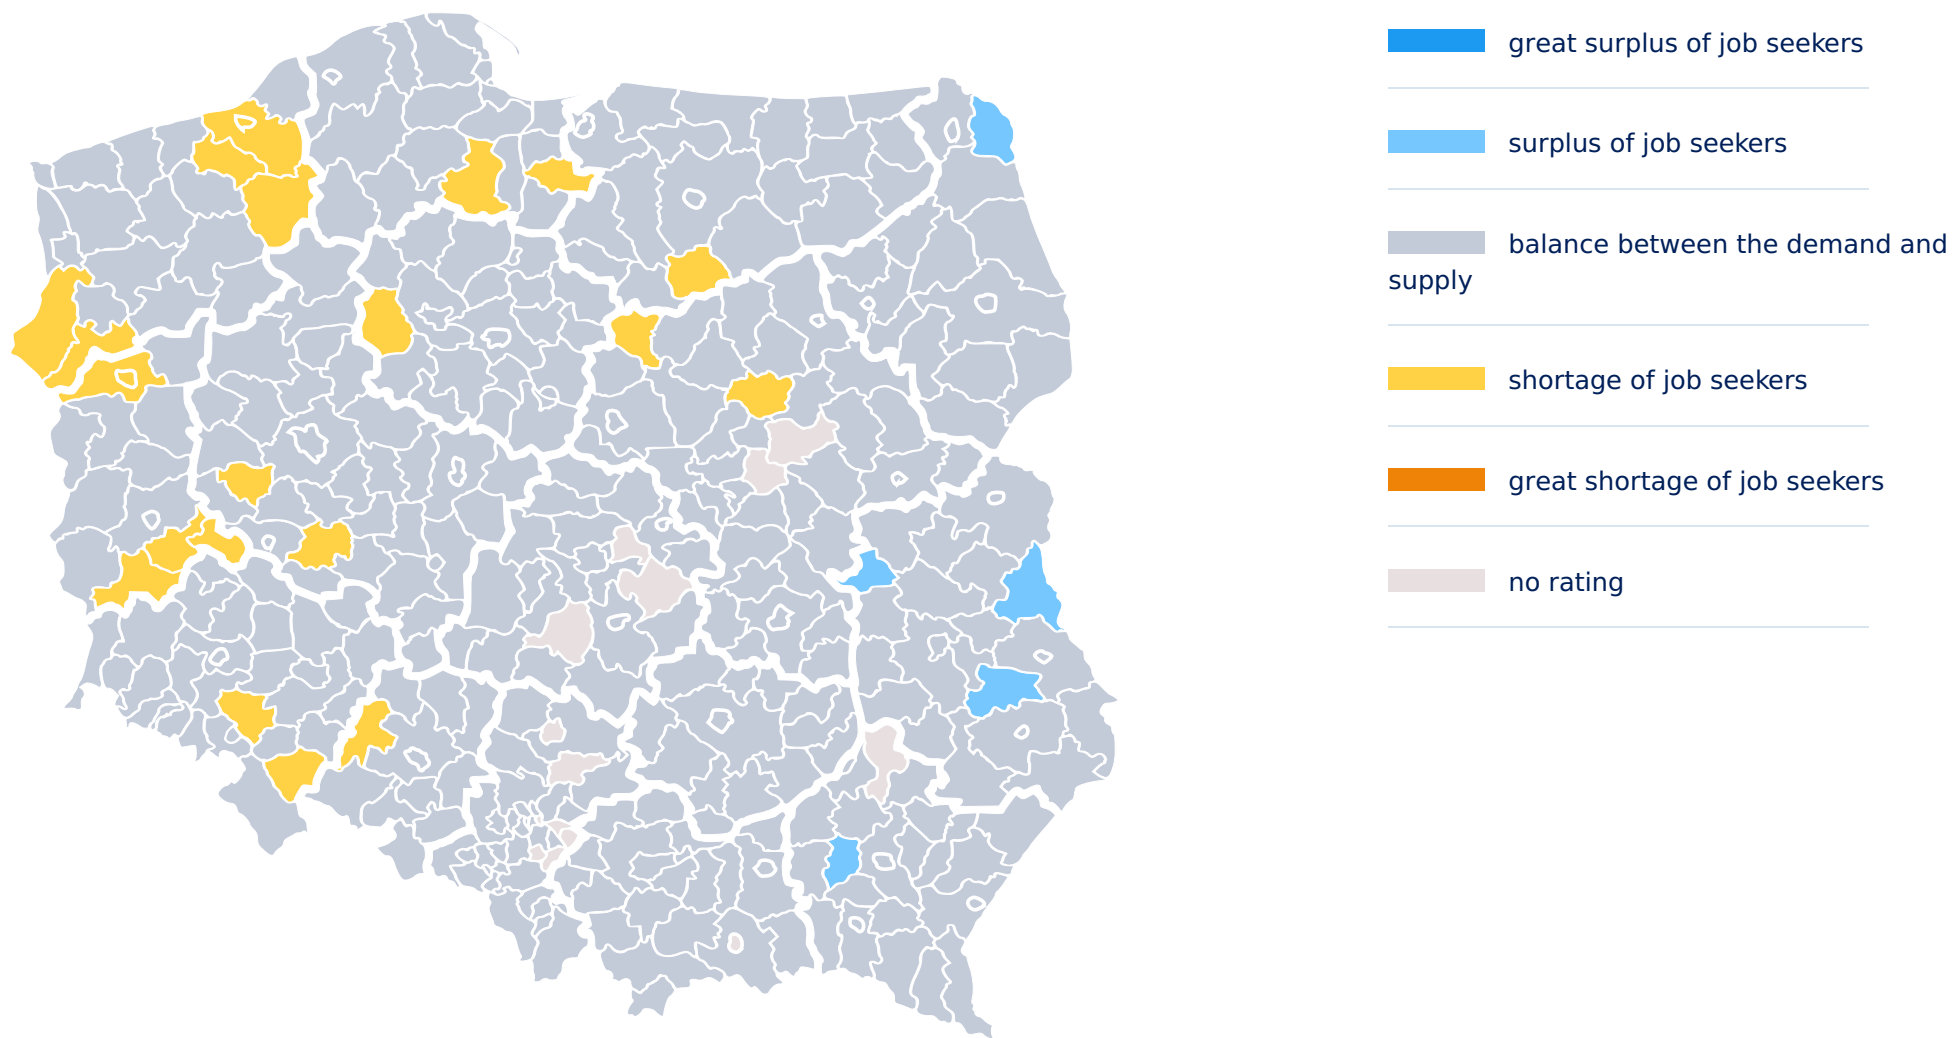 great surplus of job seekers
surplus of job seekers
balance between the demand and
supply
shortage of job seekers
great shortage of job seekers
no rating